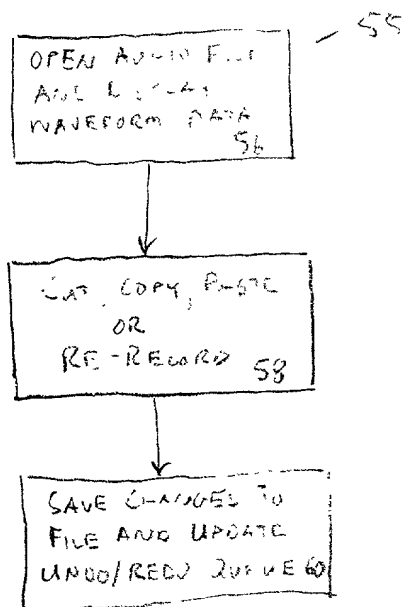 55
OPEN AUDIO FILE
AND DISPLAY
WAVEFORM DATA
56
CUT, COPY, PASTE
OR
RE-RECORD 58
SAVE CHANGES TO
FILE AND UPDATE
UNDO/REDO QUEUE 60